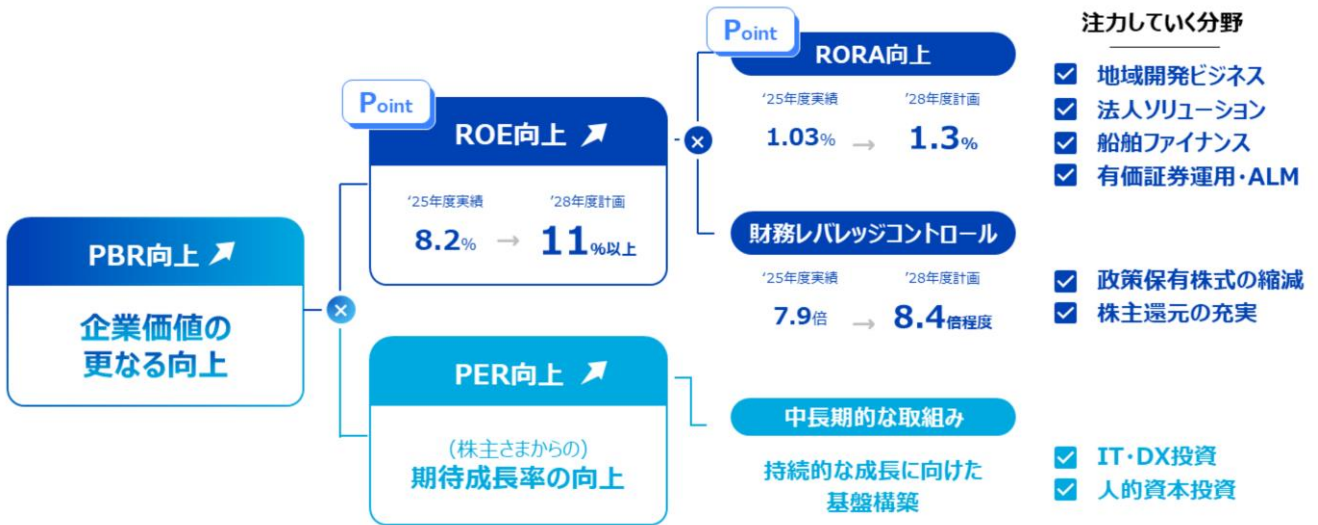 PBR向上
企業価値の
更なる向上
×
Point
ROE向上
‘25年度実績
’28年度計画
8.2% → 11%以上
PER向上
(株主さまからの)
期待成長率の向上
×
Point
RORA向上
‘25年度実績
’28年度計画
1.03% → 1.3%
財務レバレッジコントロール
‘25年度実績
’28年度計画
7.9倍 → 8.4倍程度
中長期的な取組み
持続的な成長に向けた
基盤構築
注力していく分野
地域開発ビジネス
法人ソリューション
船舶ファイナンス
有価証券運用・ALM
政策保有株式の縮減
株主還元の充実
IT・DX投資
人的資本投資